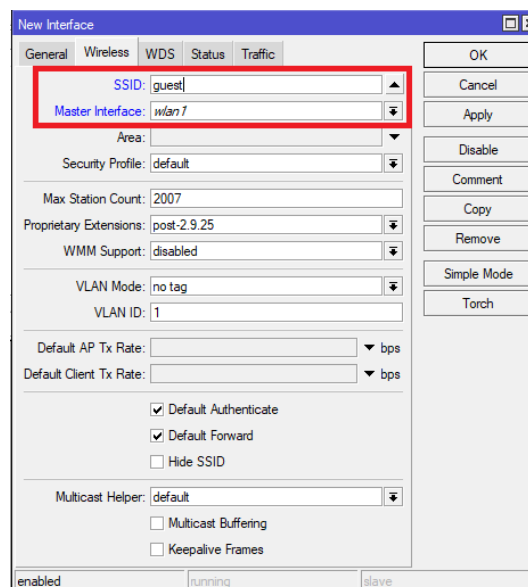 New Interface
General Wireless WDS Status Traffic
SSID: guest
Master Interface: wlan1
Area:
Security Profile: default
Max Station Count: 2007
Proprietary Extensions: post-2.9.25
WMM Support: disabled
VLAN Mode: no tag
VLAN ID: 1
Default AP Tx Rate: bps
Default Client Tx Rate: bps
Default Authenticate
Default Forward
Hide SSID
Multicast Helper: default
Multicast Buffering
Keepalive Frames
OK
Cancel
Apply
Disable
Comment
Copy
Remove
Simple Mode
Torch
enabled running slave